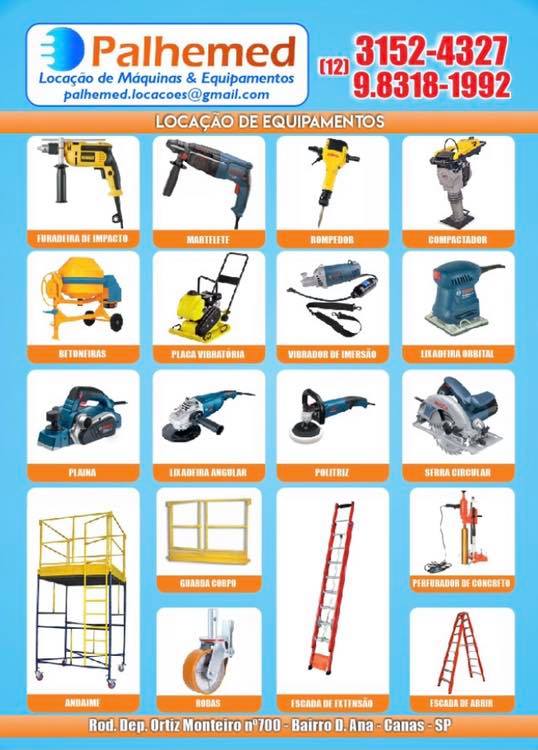 Palhemed
Locação de Máquinas & Equipamentos
palhemed.locacoes@gmail.com
(12) 3152-4327
9.8318-1992
LOCAÇÃO DE EQUIPAMENTOS
FURADEIRA DE IMPACTO
MARTELETE
ROMPEDOR
COMPACTADOR
BETONEIRAS
PLACA VIBRATÓRIA
VIBRADOR DE IMERSÃO
LIXADEIRA ORBITAL
PLAINA
LIXADEIRA ANGULAR
POLITRIZ
SERRA CIRCULAR
GUARDA CORPO
PERFURADOR DE CONCRETO
ANDAIME
RODAS
ESCADA DE EXTENSÃO
ESCADA DE ABRIR
Rod. Dep. Ortiz Monteiro nº700 - Bairro D. Ana - Canas - SP